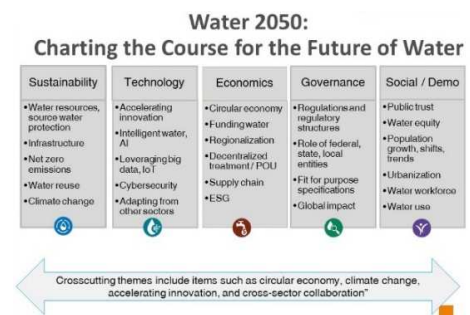 Water 2050:
Charting the Course for the Future of Water
Sustainability
•Water resources,
source water
protection
•Infrastructure
•Net zero
emissions
•Water reuse
•Climate change
Technology
•Accelerating
innovation
•Intelligent water,
AI
•Leveraging big
data, IoT
•Cybersecurity
•Adapting from
other sectors
Economics
•Circular economy
•Funding water
•Regionalization
•Decentralized
treatment / POU
•Supply chain
•ESG
Governance
•Regulations and
regulatory
structures
•Role of federal,
state, local
entities
•Fit for purpose
specifications
•Global impact
Social / Demo
•Public trust
•Water equity
•Population
growth, shifts,
trends
•Urbanization
•Water workforce
•Water use
Crosscutting themes include items such as circular economy, climate change,
accelerating innovation, and cross-sector collaboration”